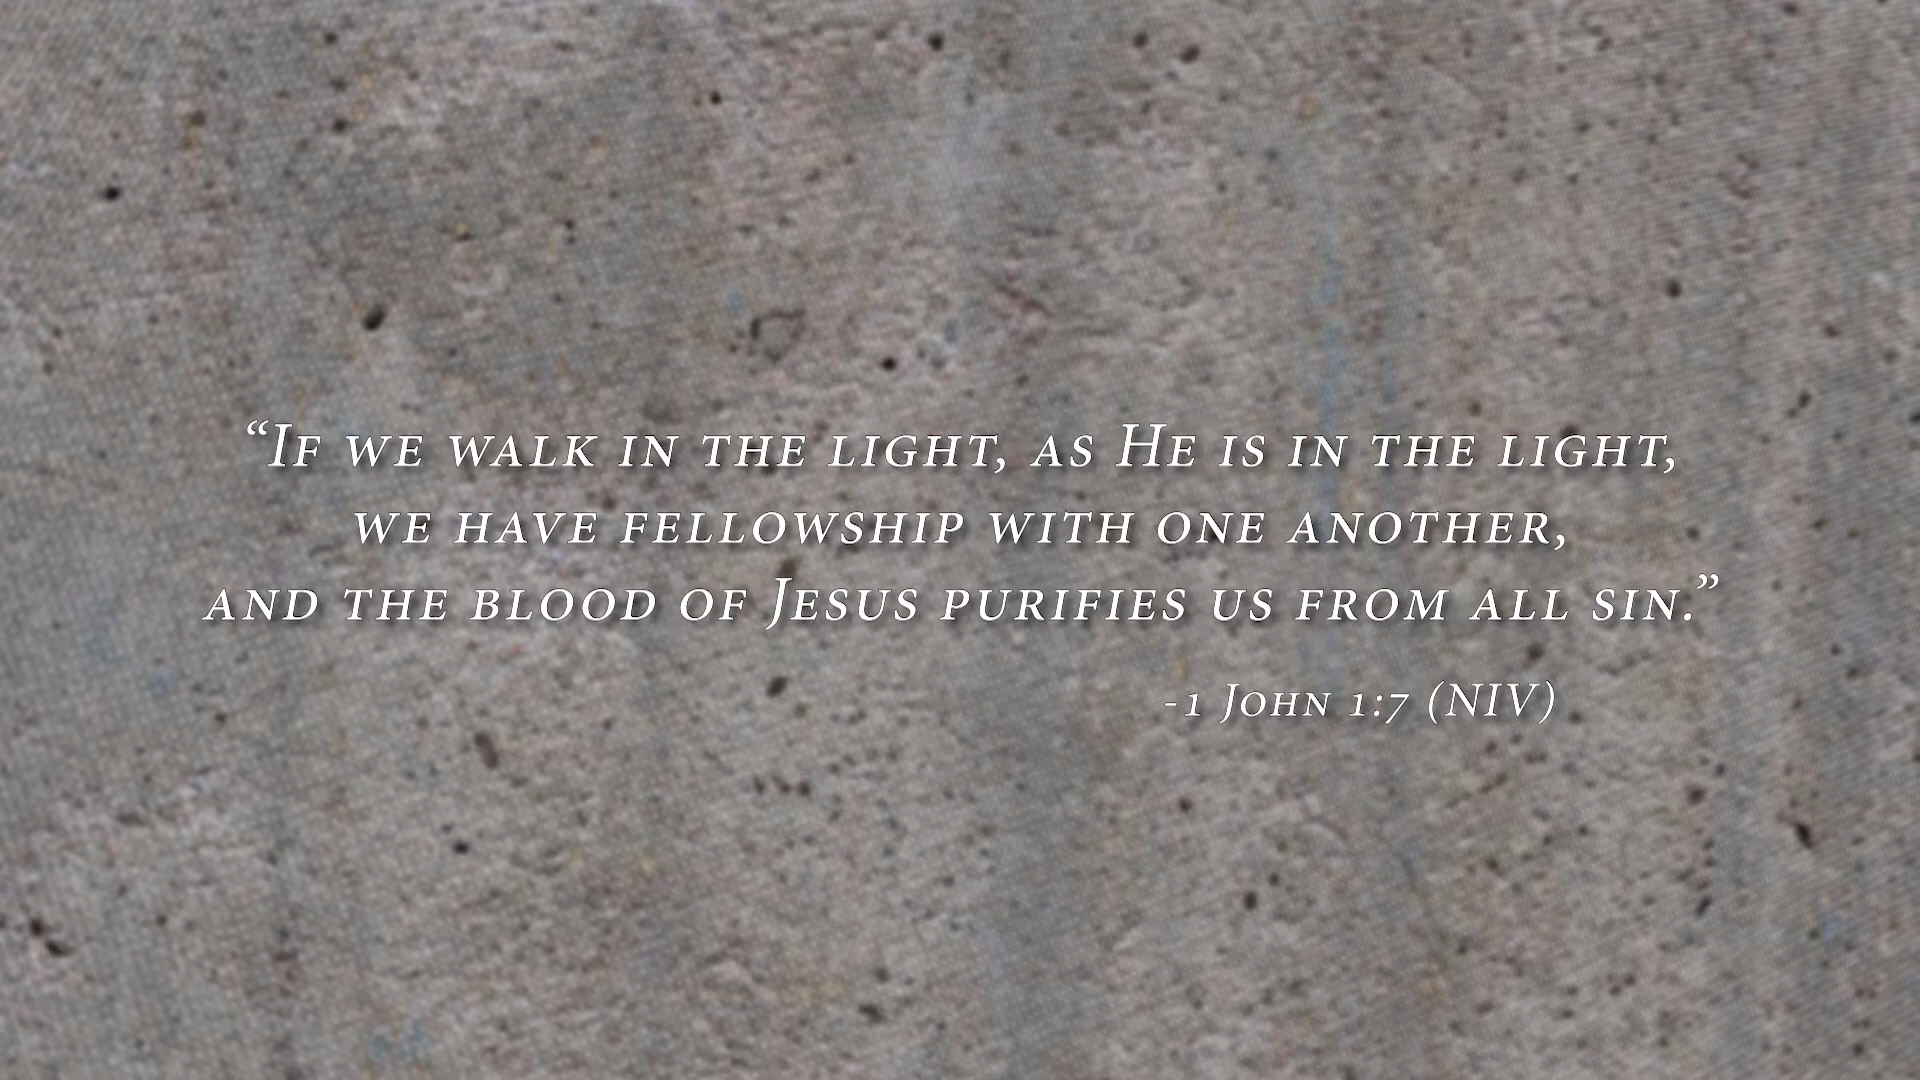 “If we walk in the light, as He is in the light,
we have fellowship with one another,
and the blood of Jesus purifies us from all sin.”
-1 John 1:7 (NIV)